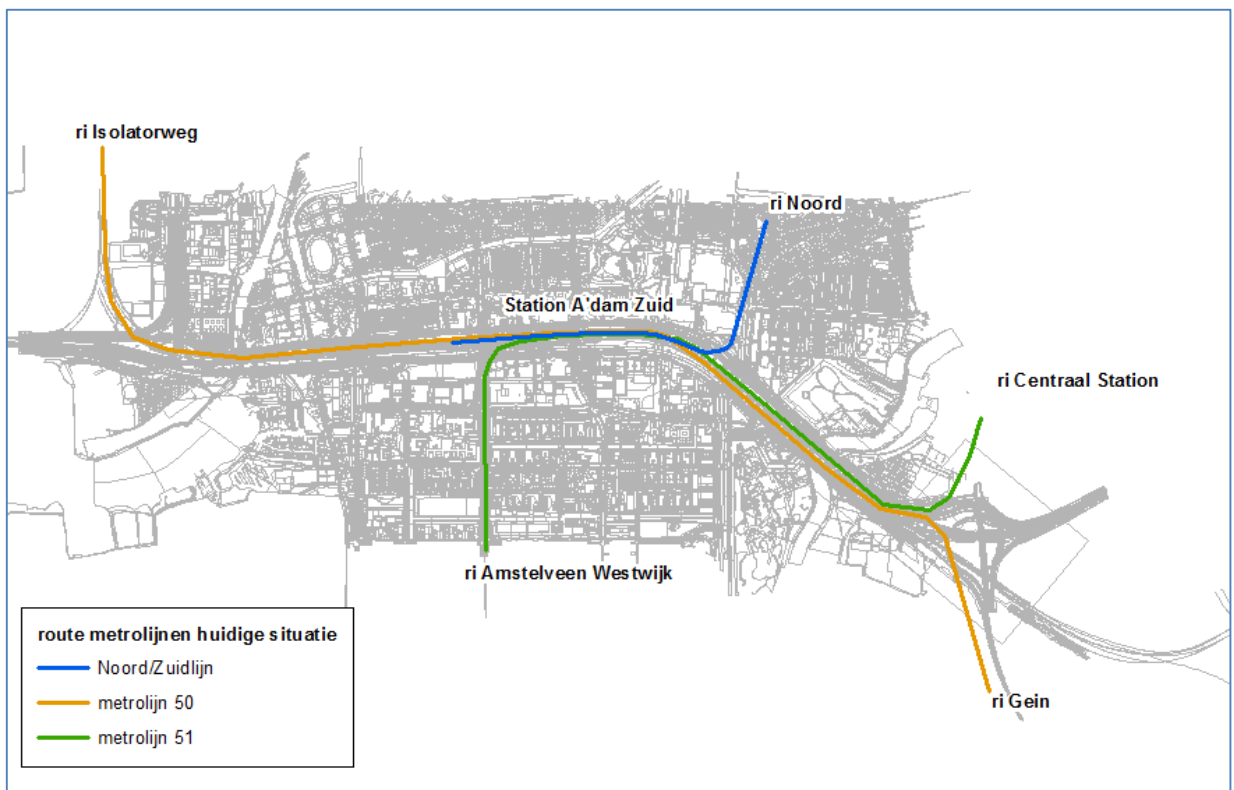 ri Isolatorweg
ri Noord
Station A'dam Zuid
ri Centraal Station
ri Amstelveen Westwijk
ri Gein
route metrolijnen huidige situatie
Noord/Zuidlijn
metrolijn 50
metrolijn 51